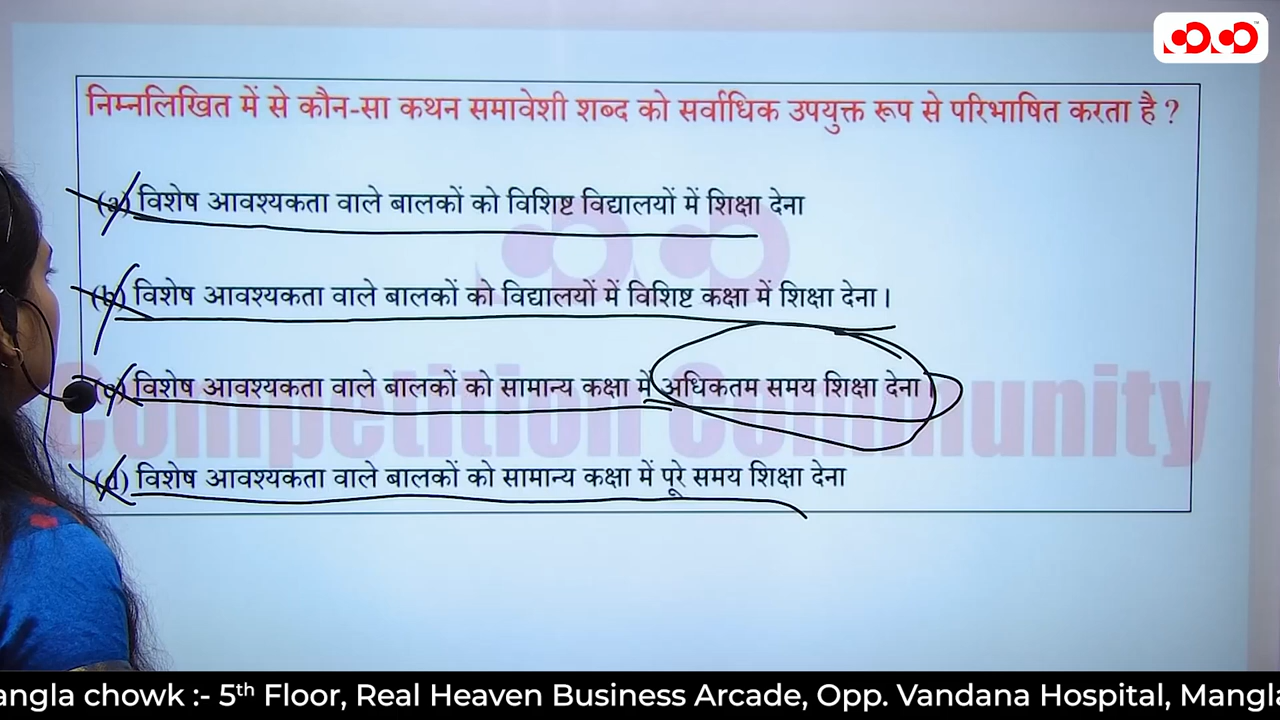 निम्नलिखित में से कौन-सा कथन समावेशी शब्द को सर्वाधिक उपयुक्त रूप से परिभाषित करता है ?
(a) विशेष आवश्यकता वाले बालकों को विशिष्ट विद्यालयों में शिक्षा देना
(b) विशेष आवश्यकता वाले बालकों को विद्यालयों में विशिष्ट कक्षा में शिक्षा देना।
(c) विशेष आवश्यकता वाले बालकों को सामान्य कक्षा में अधिकतम समय शिक्षा देना।
Competition Community
(d) विशेष आवश्यकता वाले बालकों को सामान्य कक्षा में पूरे समय शिक्षा देना
angla chowk :- 5th Floor, Real Heaven Business Arcade, Opp. Vandana Hospital, Mangla